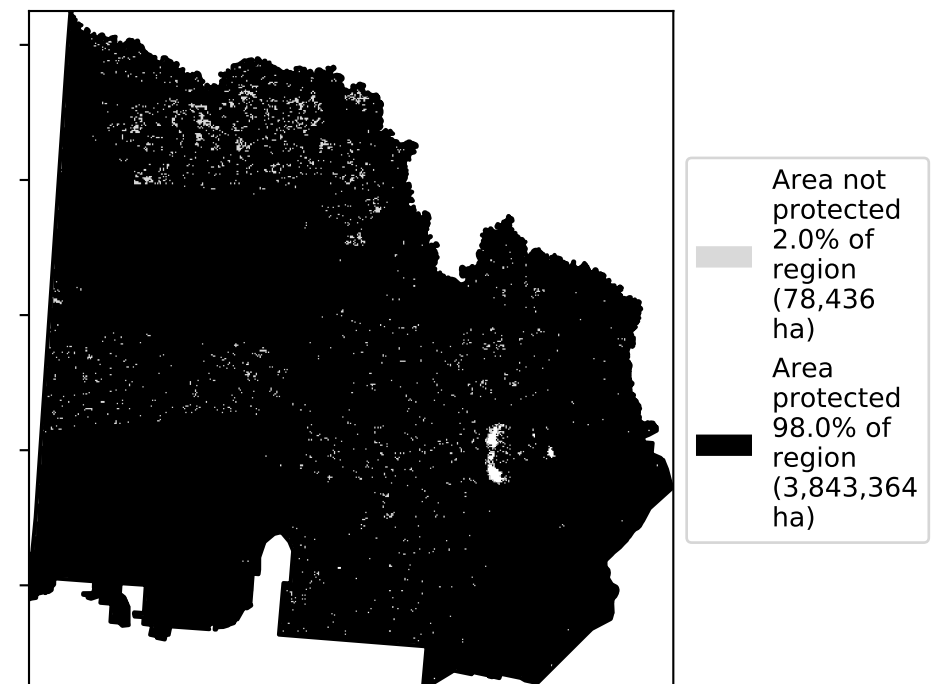 Area not
protected
2.0% of
region
(78,436
ha)
Area
protected
98.0% of
region
(3,843,364
ha)